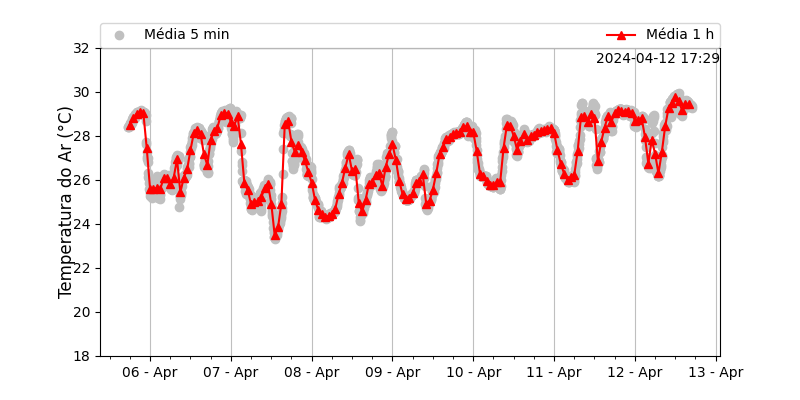 Média 5 min
Média 1 h
2024-04-12 17:29
Temperatura do Ar (°C)
32
30
28
26
24
22
20
18
06 - Apr
07 - Apr
08 - Apr
09 - Apr
10 - Apr
11 - Apr
12 - Apr
13 - Apr